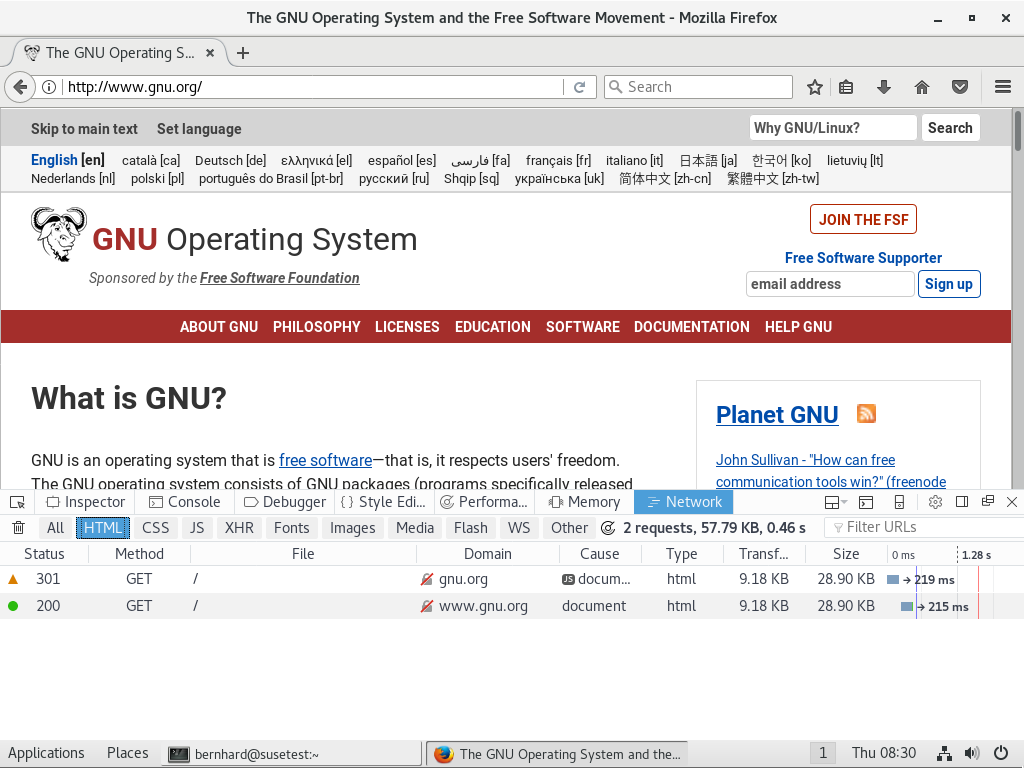 The GNU Operating System and the Free Software Movement - Mozilla Firefox
The GNU Operating S...
http://www.gnu.org/
Search
Skip to main text Set language
Why GNU/Linux? Search
English [en] català [ca] Deutsch [de] ελληνικά [el] español [es] فارسی [fa] français [fr] italiano [it] 日本語 [ja] 한국어 [ko] lietuvių [lt]
Nederlands [nl] polski [pl] português do Brasil [pt-br] русский [ru] Shqip [sq] українська [uk] 简体中文 [zh-cn] 繁體中文 [zh-tw]
JOIN THE FSF
GNU Operating System
Free Software Supporter
Sponsored by the Free Software Foundation
email address Sign up
ABOUT GNU PHILOSOPHY LICENSES EDUCATION SOFTWARE DOCUMENTATION HELP GNU
What is GNU?
Planet GNU
GNU is an operating system that is free software—that is, it respects users' freedom.
The GNU operating system consists of GNU packages (programs specifically released
John Sullivan - "How can free
communication tools win?" (freenode
Inspector Console Debugger Style Edi... Performa... Memory Network
All HTML CSS JS XHR Fonts Images Media Flash WS Other 2 requests, 57.79 KB, 0.46 s Filter URLs
Status Method File Domain Cause Type Transf... Size 0 ms 1.28 s
301 GET / gnu.org JS docum... html 9.18 KB 28.90 KB → 219 ms
200 GET / www.gnu.org document html 9.18 KB 28.90 KB → 215 ms
Applications Places bernhard@susetest:~ The GNU Operating System and the... 1 Thu 08:30